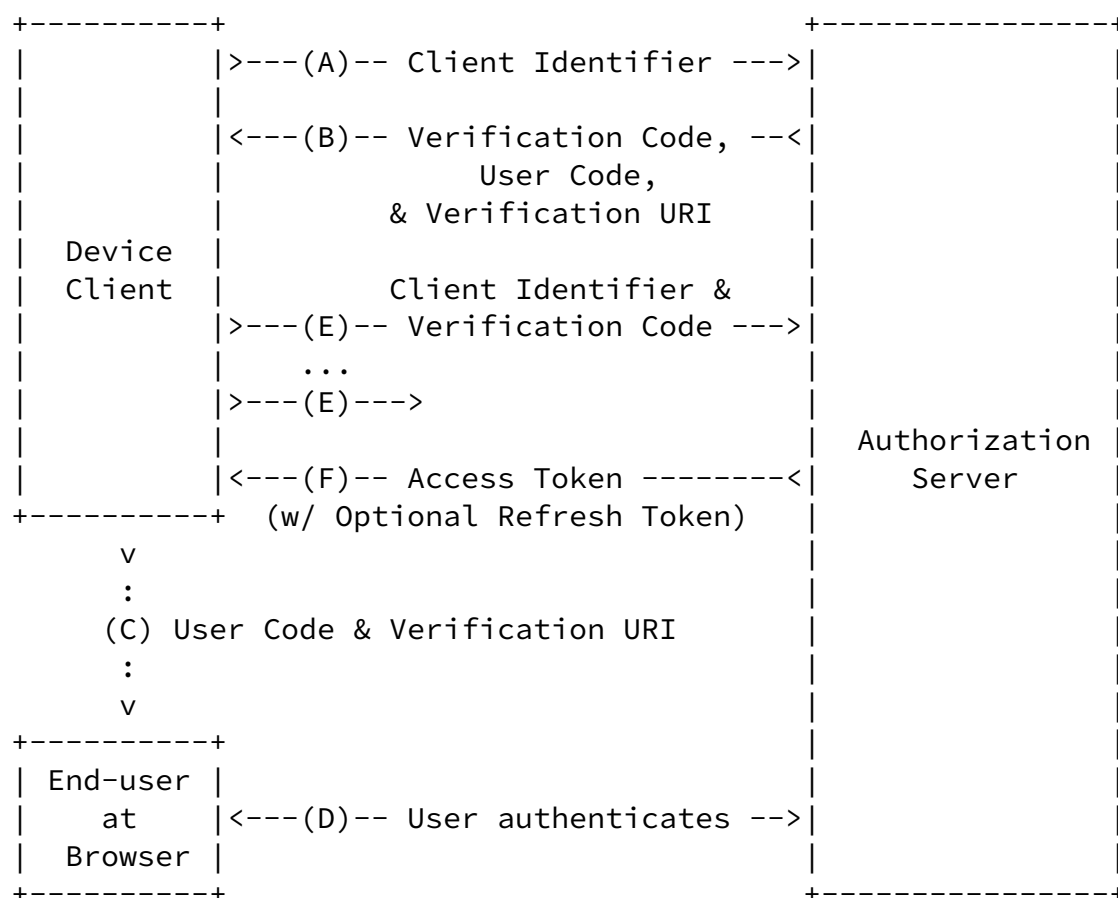 +----------+                                +----------------+
|          |>---(A)-- Client Identifier --->|                |
|          |                                |                |
|          |<---(B)-- Verification Code, --<|                |
|          |              User Code,        |                |
|          |         & Verification URI     |                |
|  Device  |                                |                |
|  Client  |         Client Identifier &    |                |
|          |>---(E)-- Verification Code --->|                |
|          |    ...                         |                |
|          |>---(E)--->                     |                |
|          |                                |  Authorization |
|          |<---(F)-- Access Token --------<|     Server     |
+----------+  (w/ Optional Refresh Token)   |                |
      v                                     |                |
      :                                     |                |
     (C) User Code & Verification URI       |                |
      :                                     |                |
      v                                     |                |
+----------+                                |                |
| End-user |                                |                |
|    at    |<---(D)-- User authenticates -->|                |
|  Browser |                                |                |
+----------+                                +----------------+